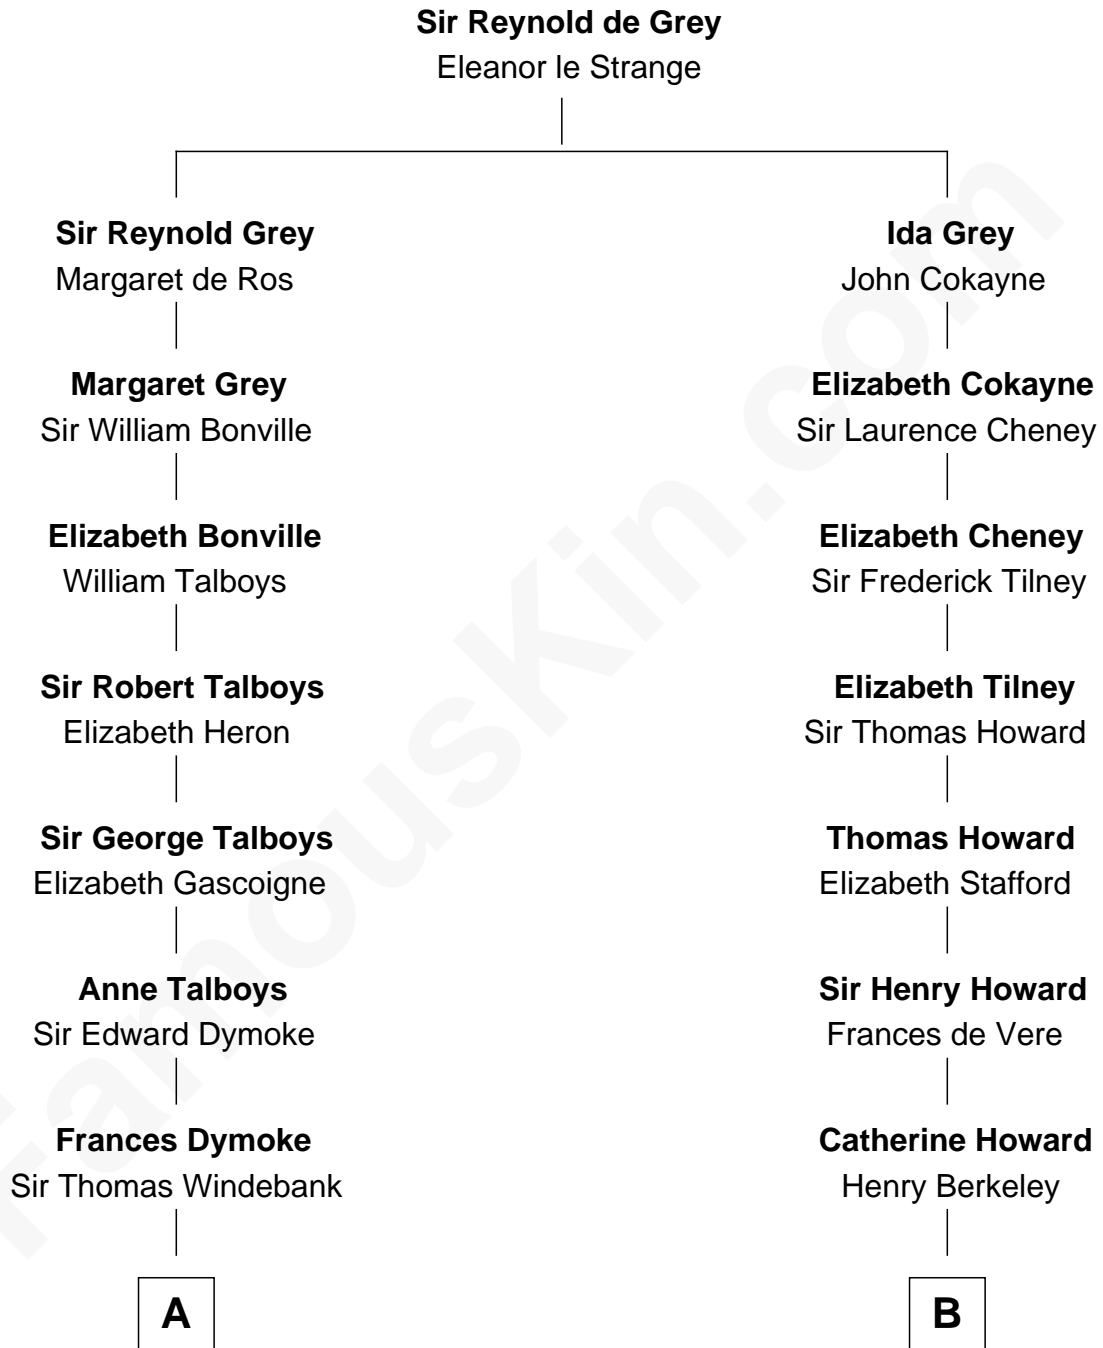 Sir Reynold de Grey
Eleanor le Strange
Sir Reynold Grey
Margaret de Ros
Ida Grey
John Cokayne
Margaret Grey
Sir William Bonville
Elizabeth Cokayne
Sir Laurence Cheney
Elizabeth Bonville
William Talboys
Elizabeth Cheney
Sir Frederick Tilney
Sir Robert Talboys
Elizabeth Heron
Elizabeth Tilney
Sir Thomas Howard
Sir George Talboys
Elizabeth Gascoigne
Thomas Howard
Elizabeth Stafford
Anne Talboys
Sir Edward Dymoke
Sir Henry Howard
Frances de Vere
Frances Dymoke
Sir Thomas Windebank
Catherine Howard
Henry Berkeley
A
B
FamousKin.com